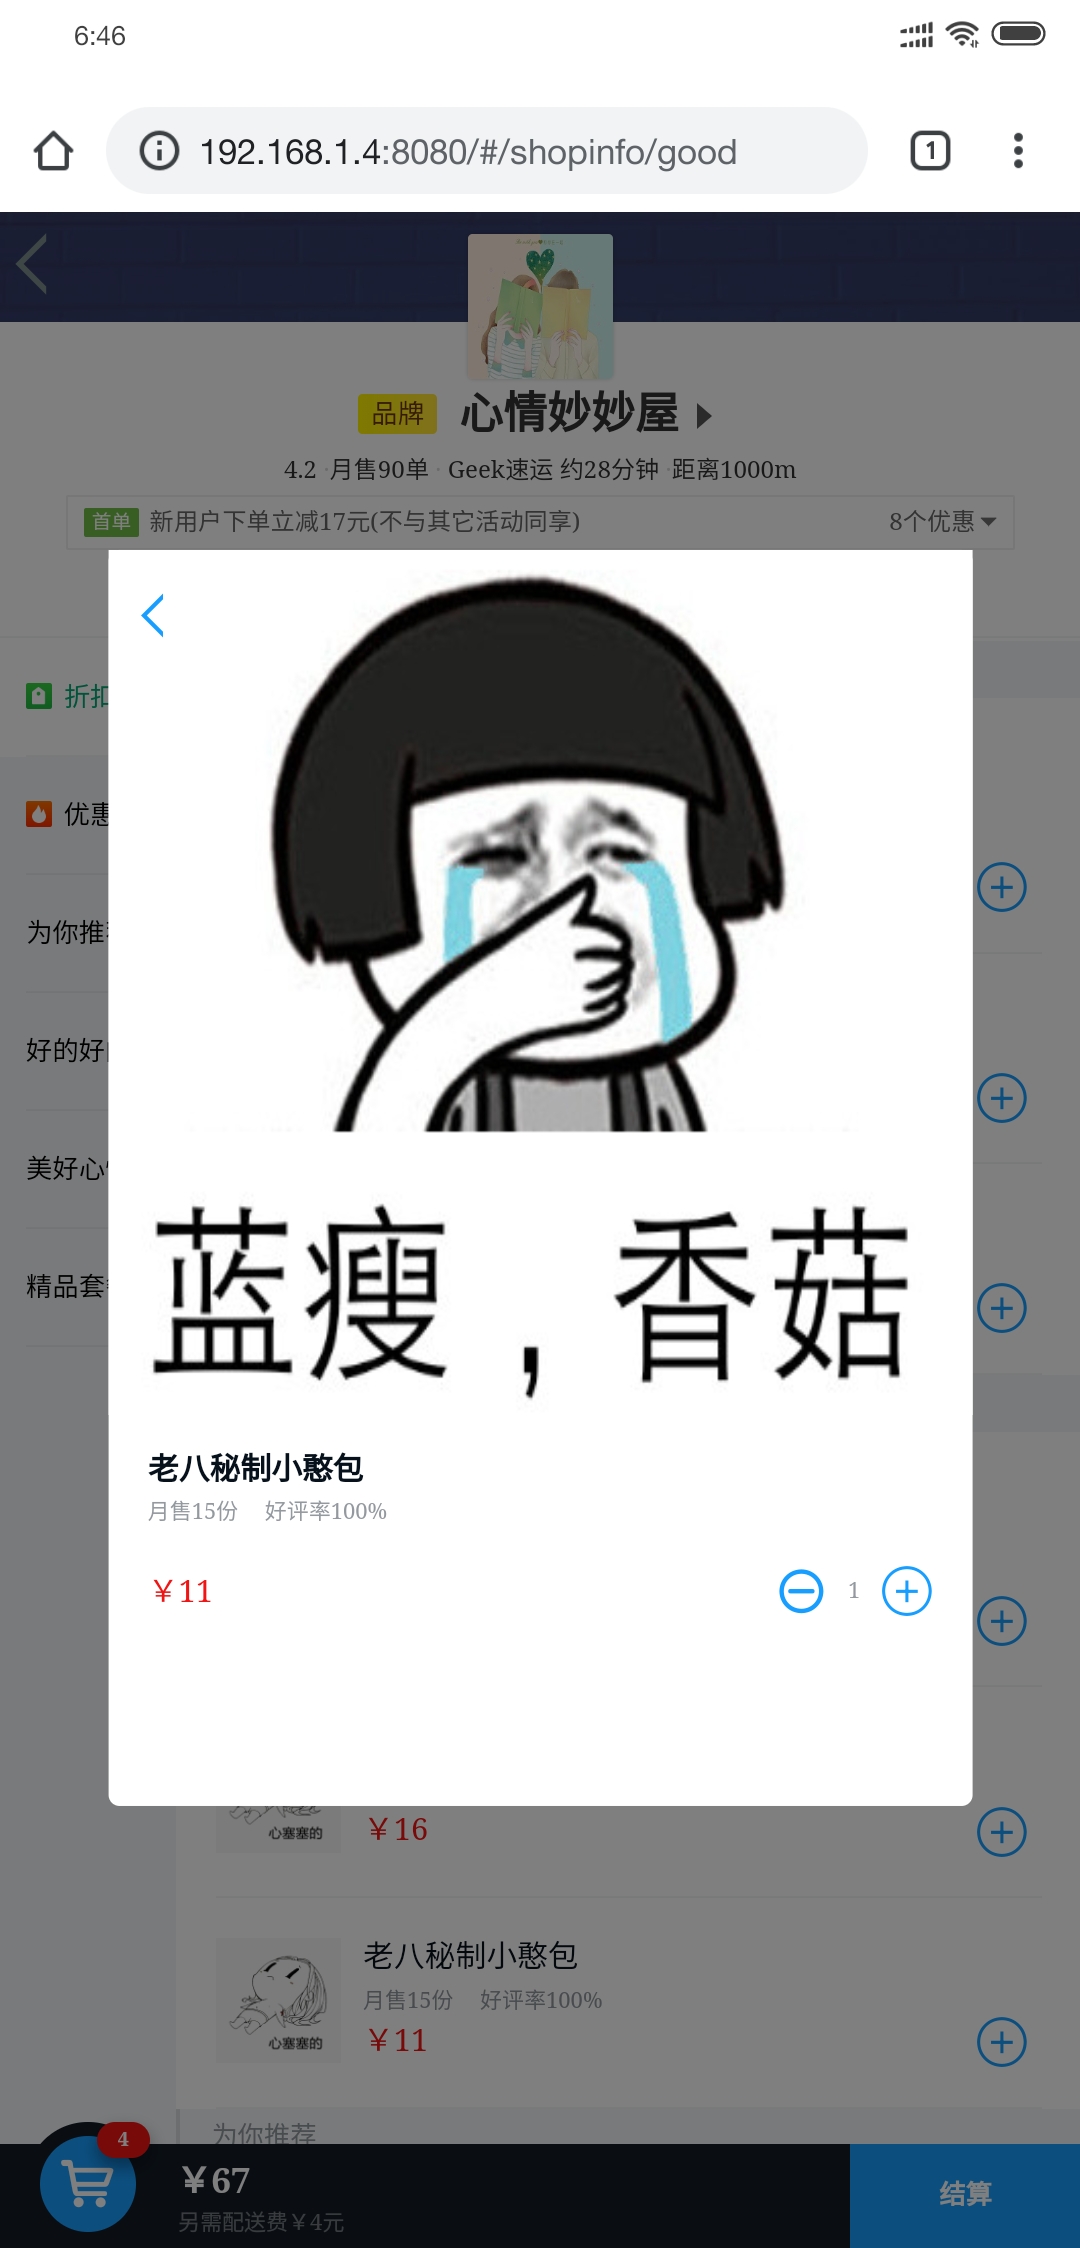 6:46
192.168.1.4:8080/#/shopinfo/good
1
品牌 心情妙妙屋
4.2 ·月售90单 · Geek速运 约28分钟 ·距离1000m
首单 新用户下单立减17元(不与其它活动同享) 8个优惠
折扣
优惠
为你推
好的好
美好心
精品套
蓝瘦，香菇
老八秘制小憨包
月售15份 好评率100%
￥11
1
心塞塞的
￥16
老八秘制小憨包
月售15份 好评率100%
￥11
心塞塞的
为你推荐
4
￥67
另需配送费￥4元
结算